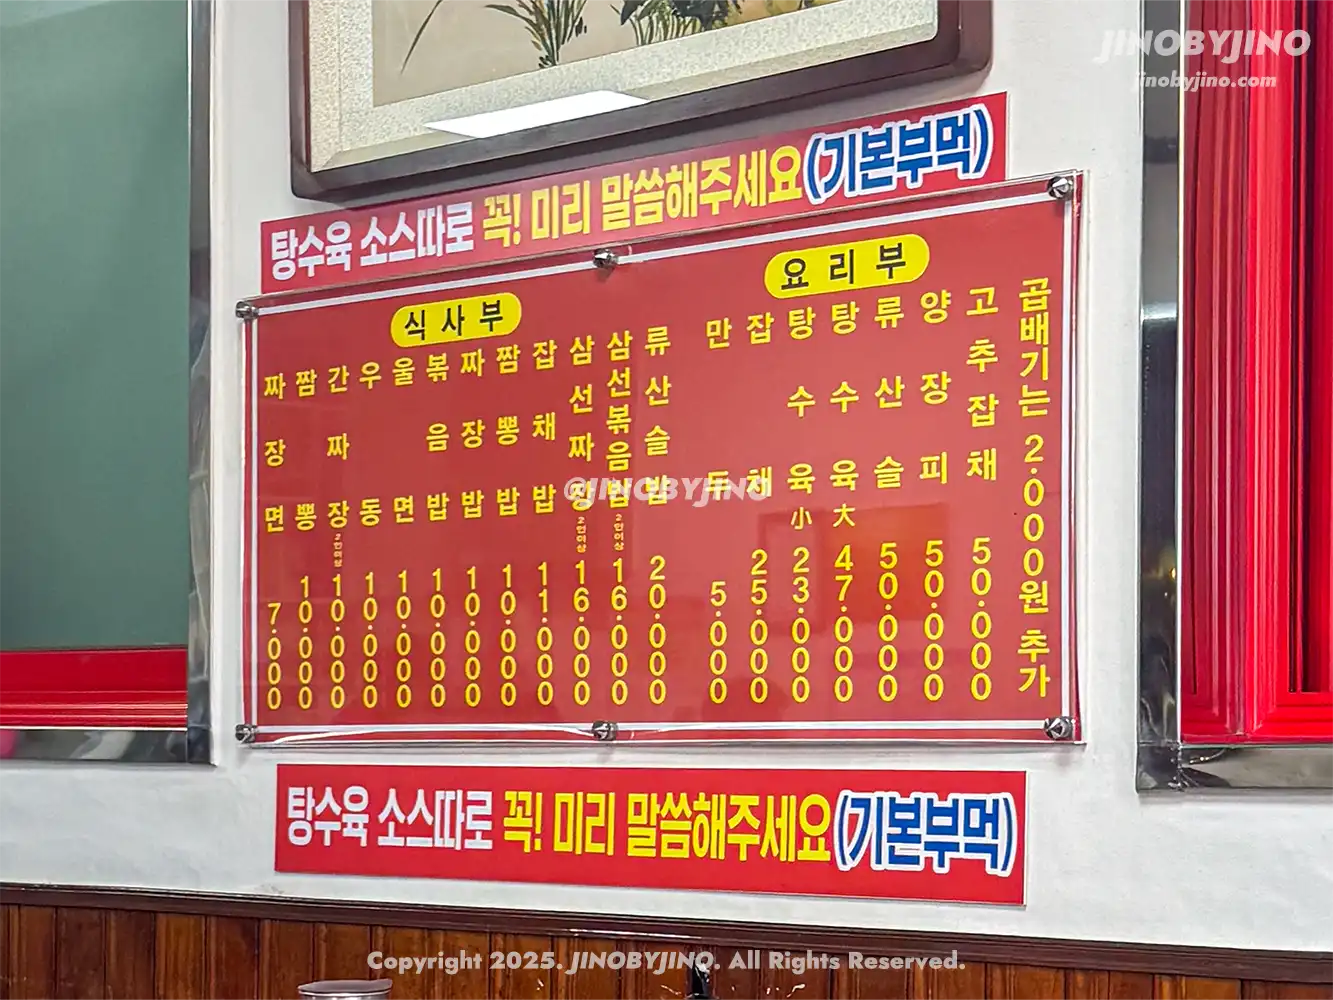 JINOBYJINO
jinobyjino.com
탕수육 소스따로 꼭! 미리 말씀해주세요(기본부먹)
식사부
짜장면 7.000
짬뽕 10.000
간짜장 2인이상 10.000
우동 10.000
울면 10.000
볶음밥 10.000
짜장밥 10.000
짬뽕밥 10.000
잡채밥 11.000
삼선짜장 2인이상 16.000
삼선볶음밥 2인이상 16.000
류산슬밥 20.000
요리부
만두 5.000
잡채 25.000
탕수육 小 23.000
탕수육 大 47.000
류산슬 50.000
양장피 50.000
고추잡채 50.000
곱배기는 2.000원 추가
@JINOBYJINO
탕수육 소스따로 꼭! 미리 말씀해주세요(기본부먹)
Copyright 2025. JINOBYJINO. All Rights Reserved.